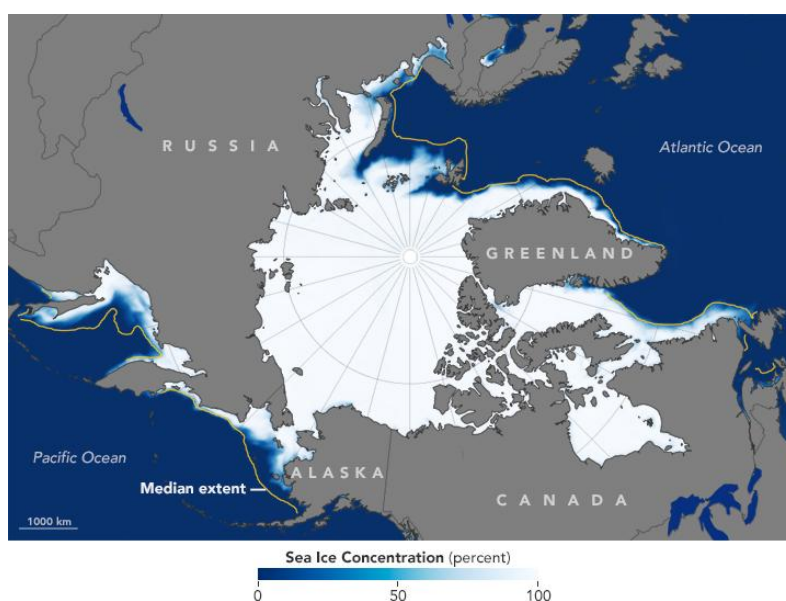 RUSSIA
Atlantic Ocean
GREENLAND
Pacific Ocean
ALASKA
Median extent
CANADA
1000 km
Sea Ice Concentration (percent)
0 50 100